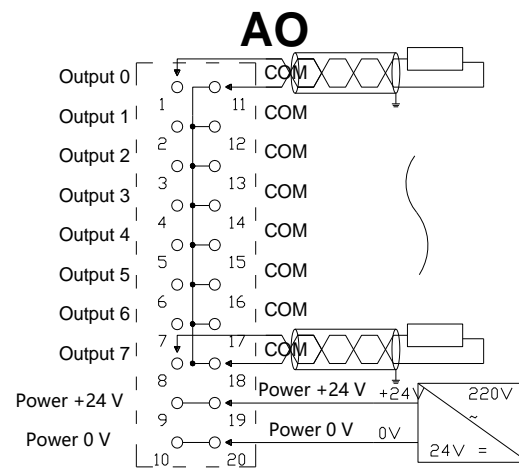 AO
Output 0 COM
1 11
Output 1 COM
2 12
Output 2 COM
3 13
Output 3 COM
4 14
Output 4 COM
5 15
Output 5 COM
6 16
Output 6 COM
7 17
Output 7 COM
8 18
Power +24 V Power +24 V +24V 220V
9 19 ~
Power 0 V Power 0 V 0V
10 20 24V =